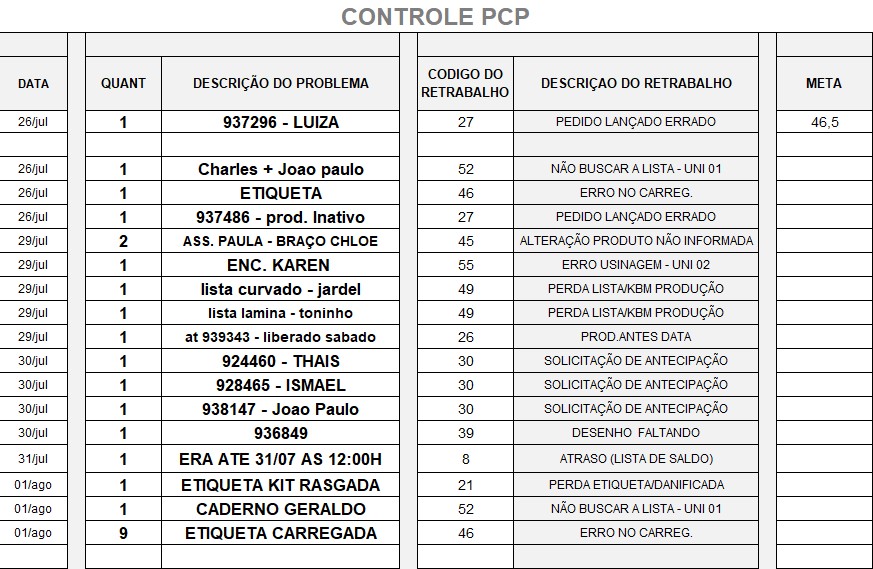 CONTROLE PCP
DATA QUANT DESCRIÇÃO DO PROBLEMA CODIGO DO RETRABALHO DESCRIÇAO DO RETRABALHO META
26/jul 1 937296 - LUIZA 27 PEDIDO LANÇADO ERRADO 46,5
26/jul 1 Charles + Joao paulo 52 NÃO BUSCAR A LISTA - UNI 01
26/jul 1 ETIQUETA 46 ERRO NO CARREG.
26/jul 1 937486 - prod. Inativo 27 PEDIDO LANÇADO ERRADO
29/jul 2 ASS. PAULA - BRAÇO CHLOE 45 ALTERAÇÃO PRODUTO NÃO INFORMADA
29/jul 1 ENC. KAREN 55 ERRO USINAGEM - UNI 02
29/jul 1 lista curvado - jardel 49 PERDA LISTA/KBM PRODUÇÃO
29/jul 1 lista lamina - toninho 49 PERDA LISTA/KBM PRODUÇÃO
29/jul 1 at 939343 - liberado sabado 26 PROD.ANTES DATA
30/jul 1 924460 - THAIS 30 SOLICITAÇÃO DE ANTECIPAÇÃO
30/jul 1 928465 - ISMAEL 30 SOLICITAÇÃO DE ANTECIPAÇÃO
30/jul 1 938147 - Joao Paulo 30 SOLICITAÇÃO DE ANTECIPAÇÃO
30/jul 1 936849 39 DESENHO FALTANDO
31/jul 1 ERA ATE 31/07 AS 12:00H 8 ATRASO (LISTA DE SALDO)
01/ago 1 ETIQUETA KIT RASGADA 21 PERDA ETIQUETA/DANIFICADA
01/ago 1 CADERNO GERALDO 52 NÃO BUSCAR A LISTA - UNI 01
01/ago 9 ETIQUETA CARREGADA 46 ERRO NO CARREG.